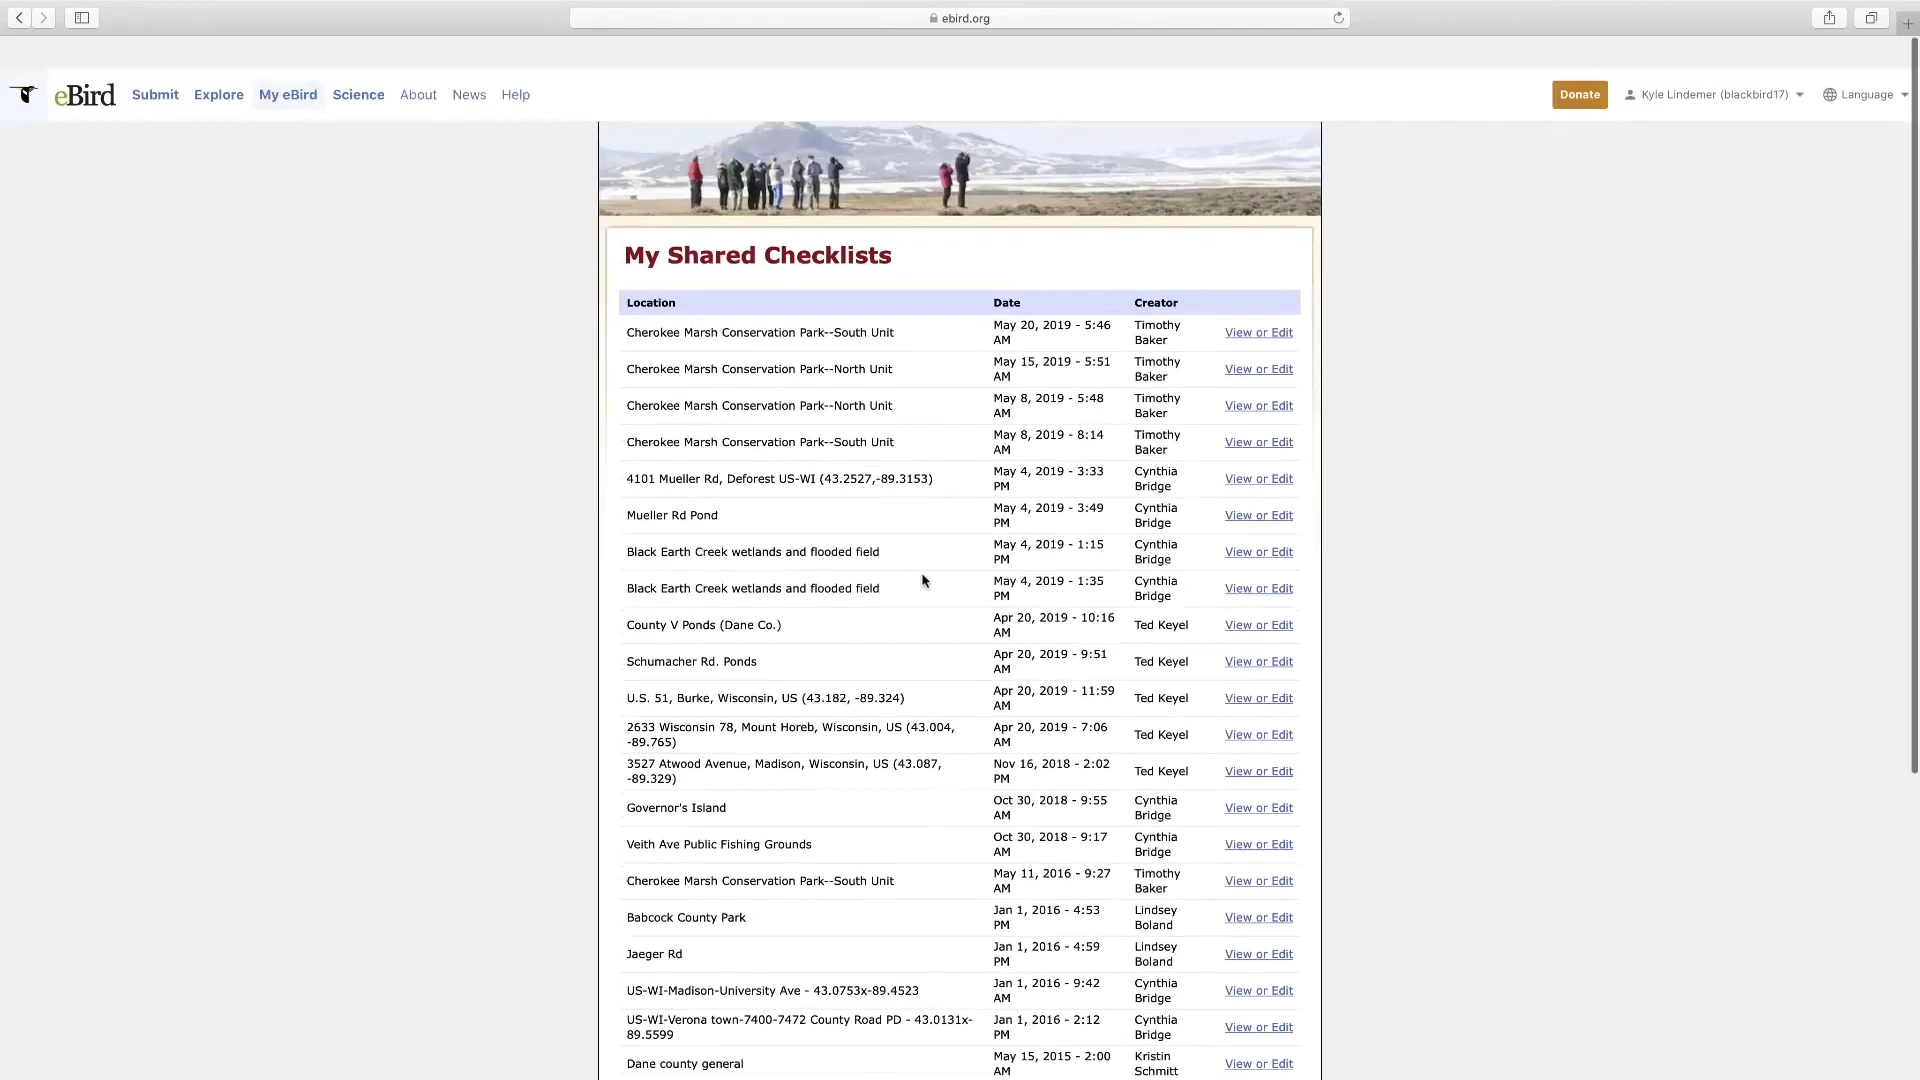 ebird.org
eBird Submit Explore My eBird Science About News Help Donate Kyle Lindemer (blackbird17) Language
My Shared Checklists
Location Date Creator
Cherokee Marsh Conservation Park--South Unit May 20, 2019 - 5:46 AM Timothy Baker View or Edit
Cherokee Marsh Conservation Park--North Unit May 15, 2019 - 5:51 AM Timothy Baker View or Edit
Cherokee Marsh Conservation Park--North Unit May 8, 2019 - 5:48 AM Timothy Baker View or Edit
Cherokee Marsh Conservation Park--South Unit May 8, 2019 - 8:14 AM Timothy Baker View or Edit
4101 Mueller Rd, Deforest US-WI (43.2527,-89.3153) May 4, 2019 - 3:33 PM Cynthia Bridge View or Edit
Mueller Rd Pond May 4, 2019 - 3:49 PM Cynthia Bridge View or Edit
Black Earth Creek wetlands and flooded field May 4, 2019 - 1:15 PM Cynthia Bridge View or Edit
Black Earth Creek wetlands and flooded field May 4, 2019 - 1:35 PM Cynthia Bridge View or Edit
County V Ponds (Dane Co.) Apr 20, 2019 - 10:16 AM Ted Keyel View or Edit
Schumacher Rd. Ponds Apr 20, 2019 - 9:51 AM Ted Keyel View or Edit
U.S. 51, Burke, Wisconsin, US (43.182, -89.324) Apr 20, 2019 - 11:59 AM Ted Keyel View or Edit
2633 Wisconsin 78, Mount Horeb, Wisconsin, US (43.004, -89.765) Apr 20, 2019 - 7:06 AM Ted Keyel View or Edit
3527 Atwood Avenue, Madison, Wisconsin, US (43.087, -89.329) Nov 16, 2018 - 2:02 PM Ted Keyel View or Edit
Governor's Island Oct 30, 2018 - 9:55 AM Cynthia Bridge View or Edit
Veith Ave Public Fishing Grounds Oct 30, 2018 - 9:17 AM Cynthia Bridge View or Edit
Cherokee Marsh Conservation Park--South Unit May 11, 2016 - 9:27 AM Timothy Baker View or Edit
Babcock County Park Jan 1, 2016 - 4:53 PM Lindsey Boland View or Edit
Jaeger Rd Jan 1, 2016 - 4:59 PM Lindsey Boland View or Edit
US-WI-Madison-University Ave - 43.0753x-89.4523 Jan 1, 2016 - 9:42 AM Cynthia Bridge View or Edit
US-WI-Verona town-7400-7472 County Road PD - 43.0131x-89.5599 Jan 1, 2016 - 2:12 PM Cynthia Bridge View or Edit
Dane county general May 15, 2015 - 2:00 AM Kristin Schmitt View or Edit